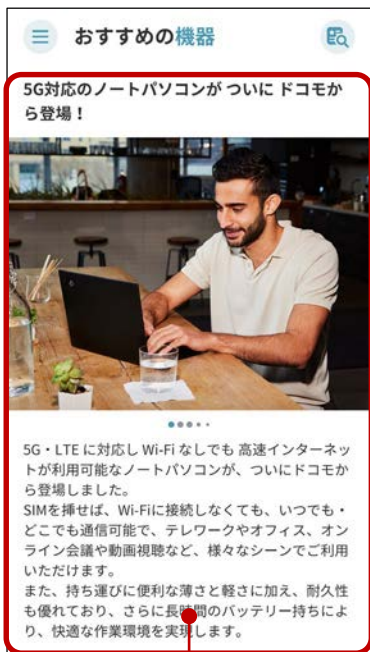 おすすめの機器
5G対応のノートパソコンが ついに ドコモか
ら登場！
5G・LTE に対応し Wi-Fi なしでも 高速インターネッ
トが利用可能なノートパソコンが、ついにドコモか
ら登場しました。
SIMを挿せば、Wi-Fiに接続しなくても、いつでも・
どこでも通信可能で、テレワークやオフィス、オン
ライン会議や動画視聴など、様々なシーンでご利用
いただけます。
また、持ち運びに便利な薄さと軽さに加え、耐久性
も優れており、さらに長時間のバッテリー持ちによ
り、快適な作業環境を実現します。